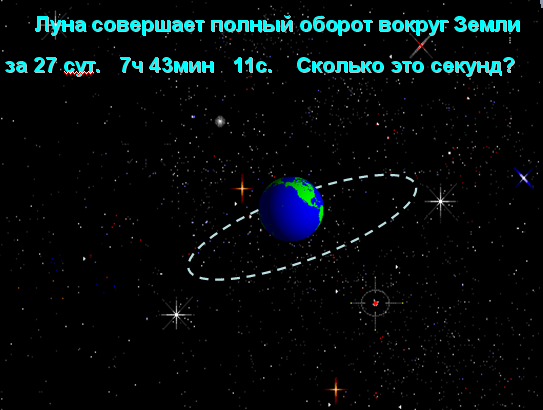 Луна совершает полный оборот вокруг Земли
за 27 сут. 7ч 43мин 11с. Сколько это секунд?